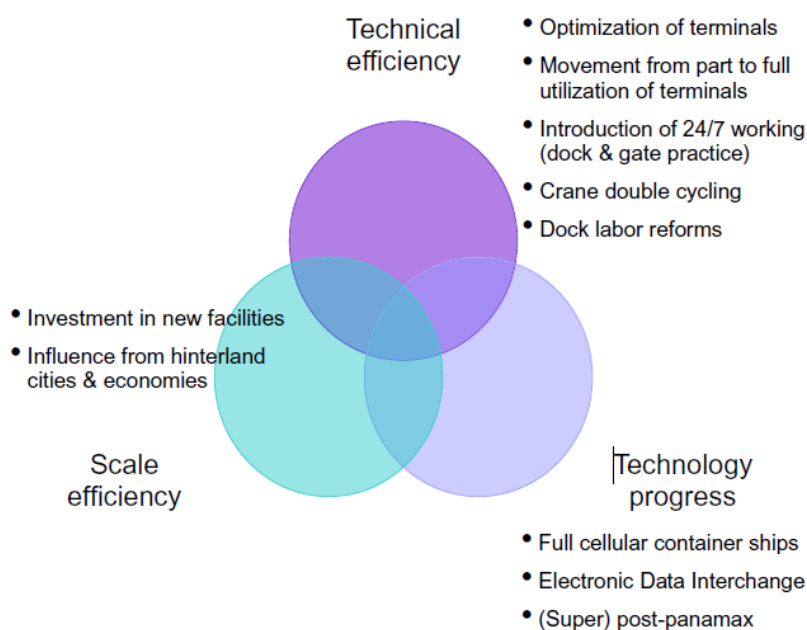 Technical
efficiency
• Optimization of terminals
• Movement from part to full
utilization of terminals
• Introduction of 24/7 working
(dock & gate practice)
• Crane double cycling
• Dock labor reforms
• Investment in new facilities
• Influence from hinterland
cities & economies
Scale
efficiency
Technology
progress
• Full cellular container ships
• Electronic Data Interchange
• (Super) post-panamax